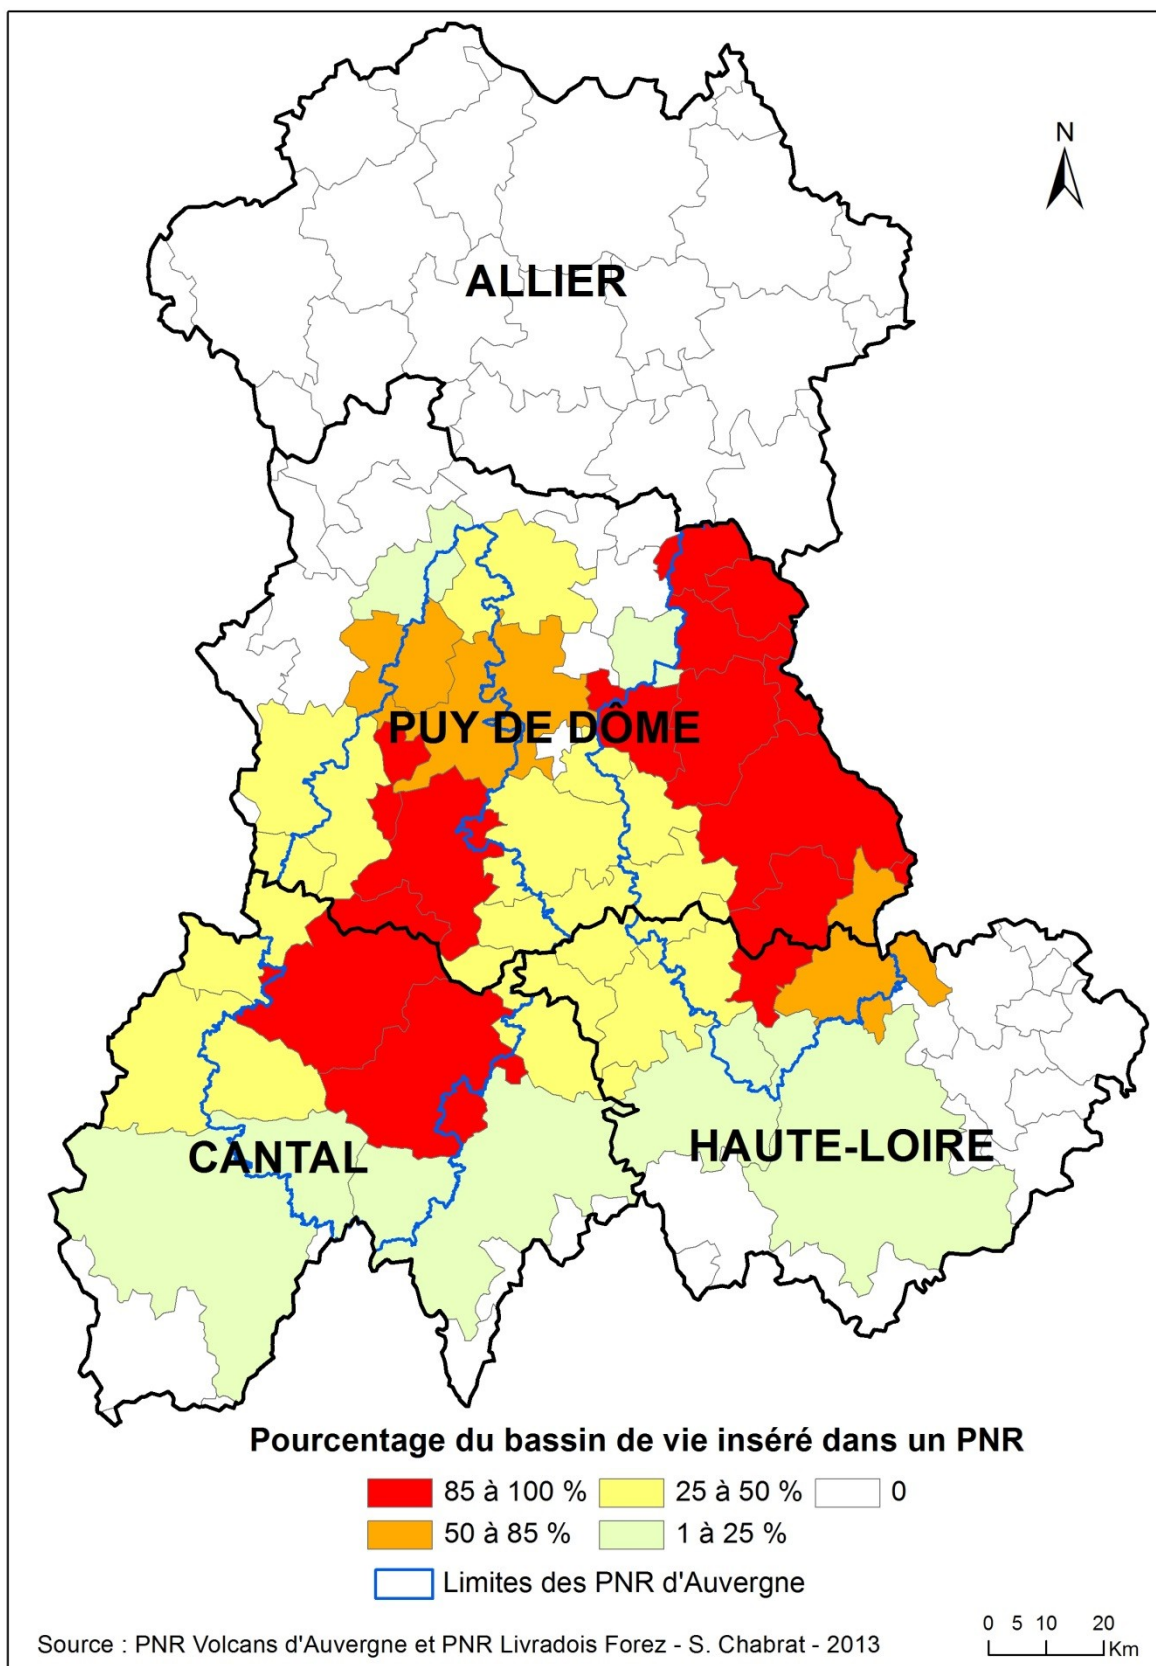 N
ALLIER
PUY DE DÔME
CANTAL
HAUTE-LOIRE
Pourcentage du bassin de vie inséré dans un PNR
85 à 100 % 25 à 50 % 0
50 à 85 % 1 à 25 %
Limites des PNR d'Auvergne
0 5 10 20
Km
Source : PNR Volcans d'Auvergne et PNR Livradois Forez - S. Chabrat - 2013